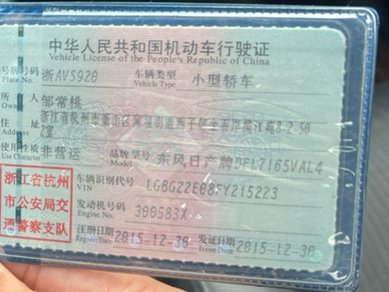 中华人民共和国机动车行驶证
Vehicle License of the People's Republic of China
号牌号码 浙AV5920 车辆类型 小型轿车
Plate No. Vehicle Type
所有人 邹常桃
Owner
住址 浙江省杭州市萧山区
Address
使用性质 非营运 品牌型号 东风日产牌DFL7165VAL4
Use Character Model
浙江省杭州
市公安局交
通警察支队
车辆识别代号
VIN
发动机号码 300583X
Engine No.
注册日期 2015-12-30 发证日期 2015-12-30
Register Date Issue Date